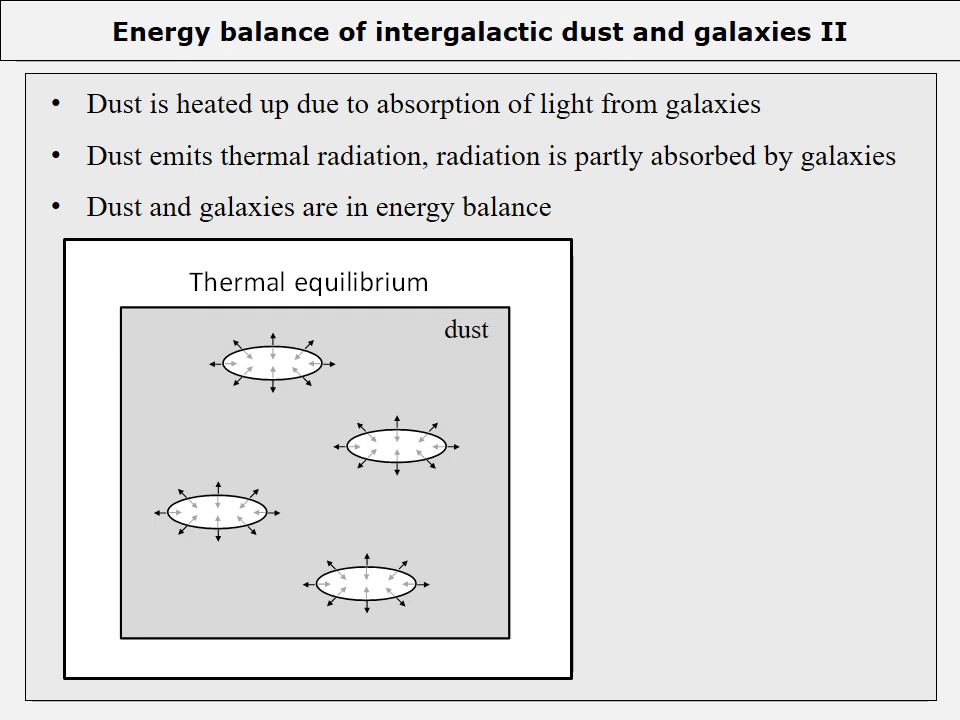 Energy balance of intergalactic dust and galaxies II
• Dust is heated up due to absorption of light from galaxies
• Dust emits thermal radiation, radiation is partly absorbed by galaxies
• Dust and galaxies are in energy balance
Thermal equilibrium
dust